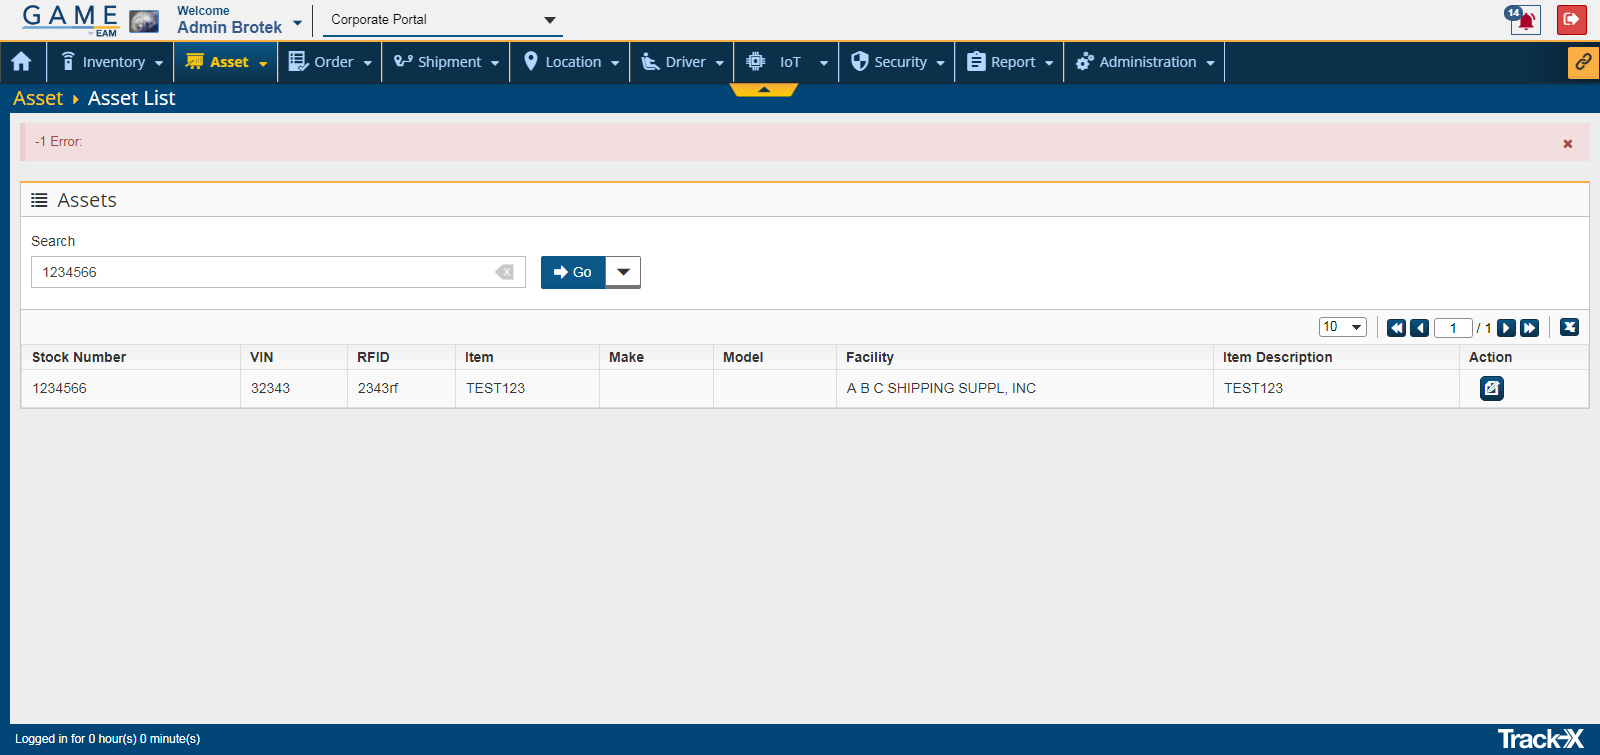 GAME
EAM
Welcome
Admin Brotek
Corporate Portal
14
Inventory
Asset
Order
Shipment
Location
Driver
IoT
Security
Report
Administration
Asset Asset List
-1 Error:
Assets
Search
1234566
Go
10
1 / 1
Stock Number VIN RFID Item Make Model Facility Item Description Action
1234566 32343 2343rf TEST123 A B C SHIPPING SUPPL, INC TEST123
Logged in for 0 hour(s) 0 minute(s)
Track-X